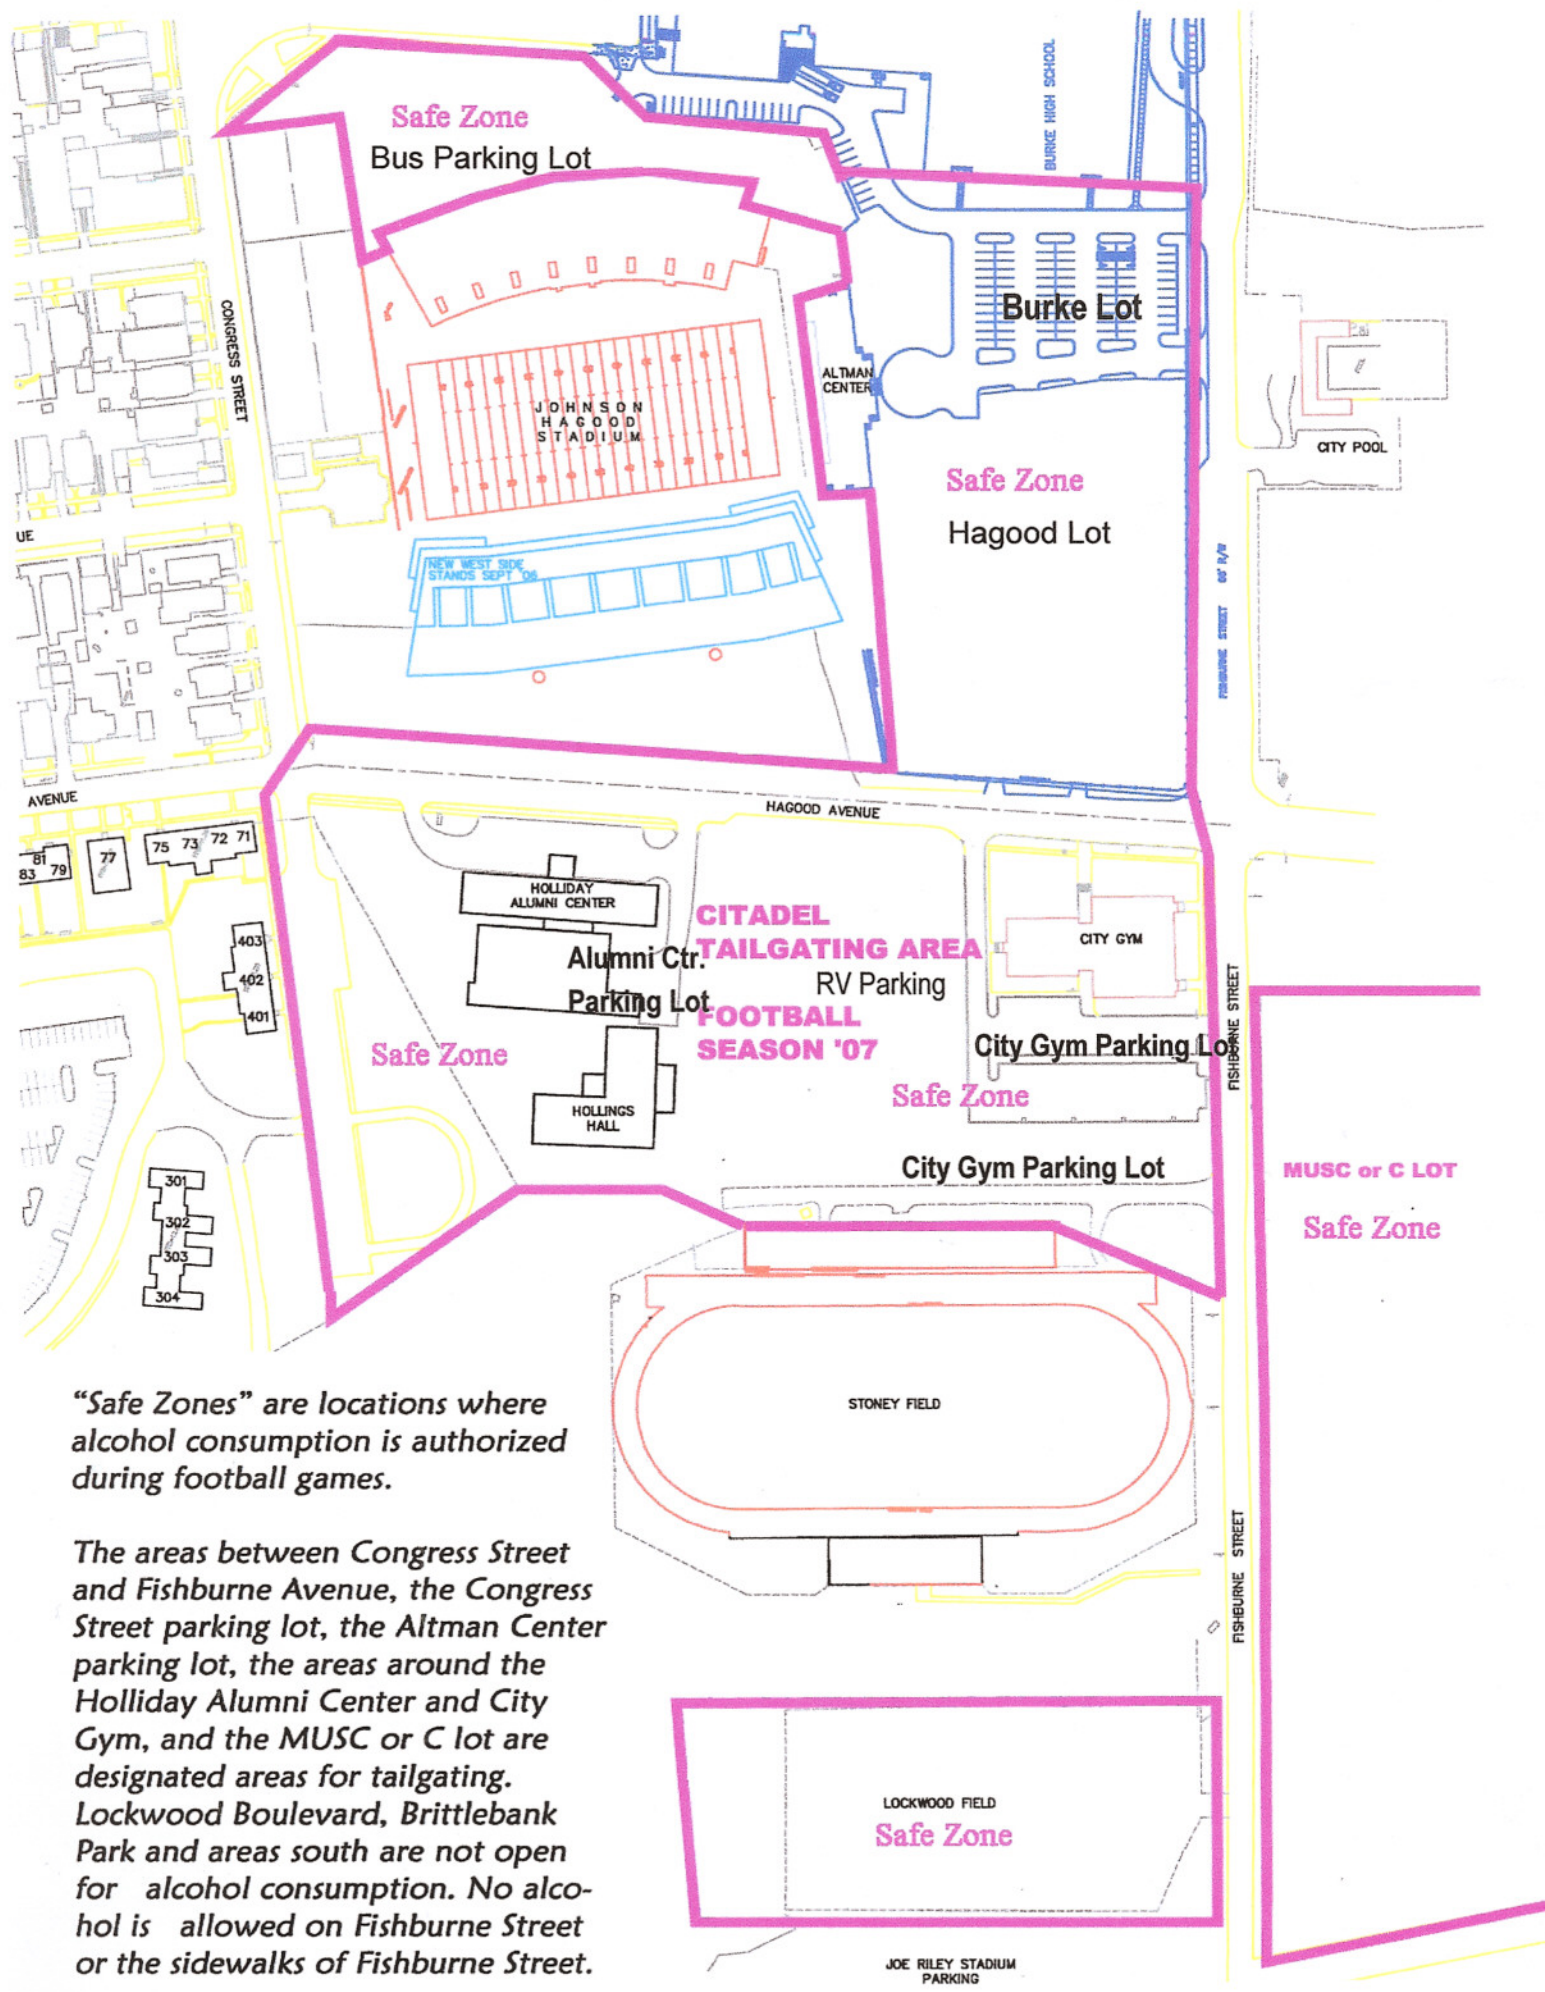 BURKE HIGH SCHOOL
Safe Zone
Bus Parking Lot
CONGRESS STREET
Burke Lot
ALTMAN
CENTER
JOHNSON
HAGOOD
STADIUM
CITY POOL
Safe Zone
Hagood Lot
UE
NEW WEST SIDE
STANDS SEPT '06
FISHBURNE STREET 60' R/W
AVENUE
HAGOOD AVENUE
81
83
79
77
75
73
72
71
HOLLIDAY
ALUMNI CENTER
CITADEL
TAILGATING AREA
FOOTBALL
SEASON '07
Alumni Ctr.
Parking Lot
RV Parking
CITY GYM
403
402
401
FISHBURNE STREET
City Gym Parking Lot
Safe Zone
Safe Zone
HOLLINGS
HALL
City Gym Parking Lot
MUSC or C LOT
Safe Zone
301
302
303
304
STONEY FIELD
“Safe Zones” are locations where
alcohol consumption is authorized
during football games.
The areas between Congress Street
and Fishburne Avenue, the Congress
Street parking lot, the Altman Center
parking lot, the areas around the
Holliday Alumni Center and City
Gym, and the MUSC or C lot are
designated areas for tailgating.
Lockwood Boulevard, Brittlebank
Park and areas south are not open
for alcohol consumption. No alco-
hol is allowed on Fishburne Street
or the sidewalks of Fishburne Street.
FISHBURNE STREET
LOCKWOOD FIELD
Safe Zone
JOE RILEY STADIUM
PARKING